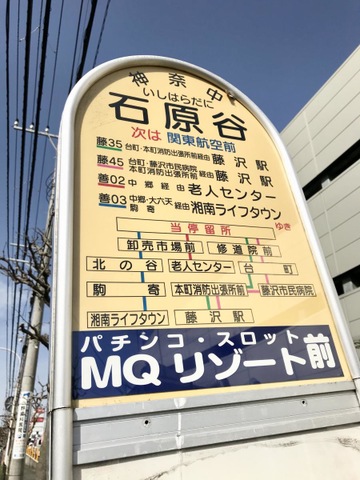 神奈中
いしはらだに
石原谷
次は 関東航空前
藤35 台町・本町消防出張所前経由 藤沢駅
藤45 台町・藤沢市民病院 本町消防出張所前経由 藤沢駅
善02 中郷経由 老人センター
善03 中郷・大六天 駒寄 経由 湘南ライフタウン
ゆき
当停留所
卸売市場前 修道院前
北の谷 老人センター 台町
駒寄 本町消防出張所前 藤沢市民病院
湘南ライフタウン 藤沢駅
パチンコ・スロット
MQリゾート前